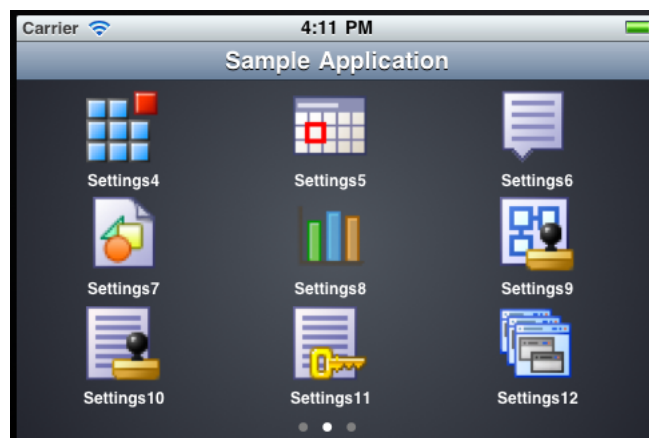 Carrier 4:11 PM
Sample Application
Settings4 Settings5 Settings6
Settings7 Settings8 Settings9
Settings10 Settings11 Settings12